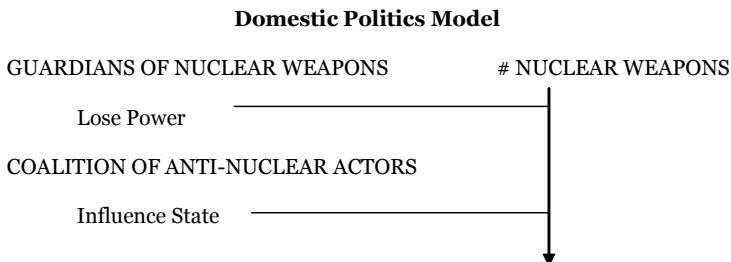 Domestic Politics Model
GUARDIANS OF NUCLEAR WEAPONS # NUCLEAR WEAPONS
Lose Power
COALITION OF ANTI-NUCLEAR ACTORS
Influence State